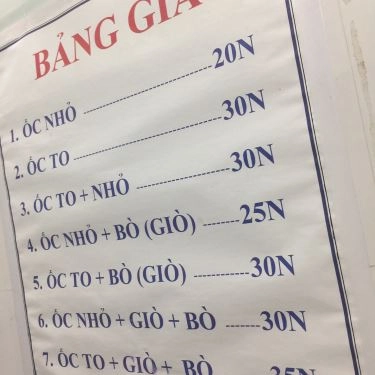 BẢNG GIÁ
1. ỐC NHỎ -------------------- 20N
2. ỐC TO ---------------------- 30N
3. ỐC TO + NHỎ -------------- 30N
4. ỐC NHỎ + BÒ (GIÒ) ------- 25N
5. ỐC TO + BÒ (GIÒ) ---------- 30N
6. ỐC NHỎ + GIÒ + BÒ ------- 30N
7. ỐC TO + GIÒ + BÒ ------- 35N